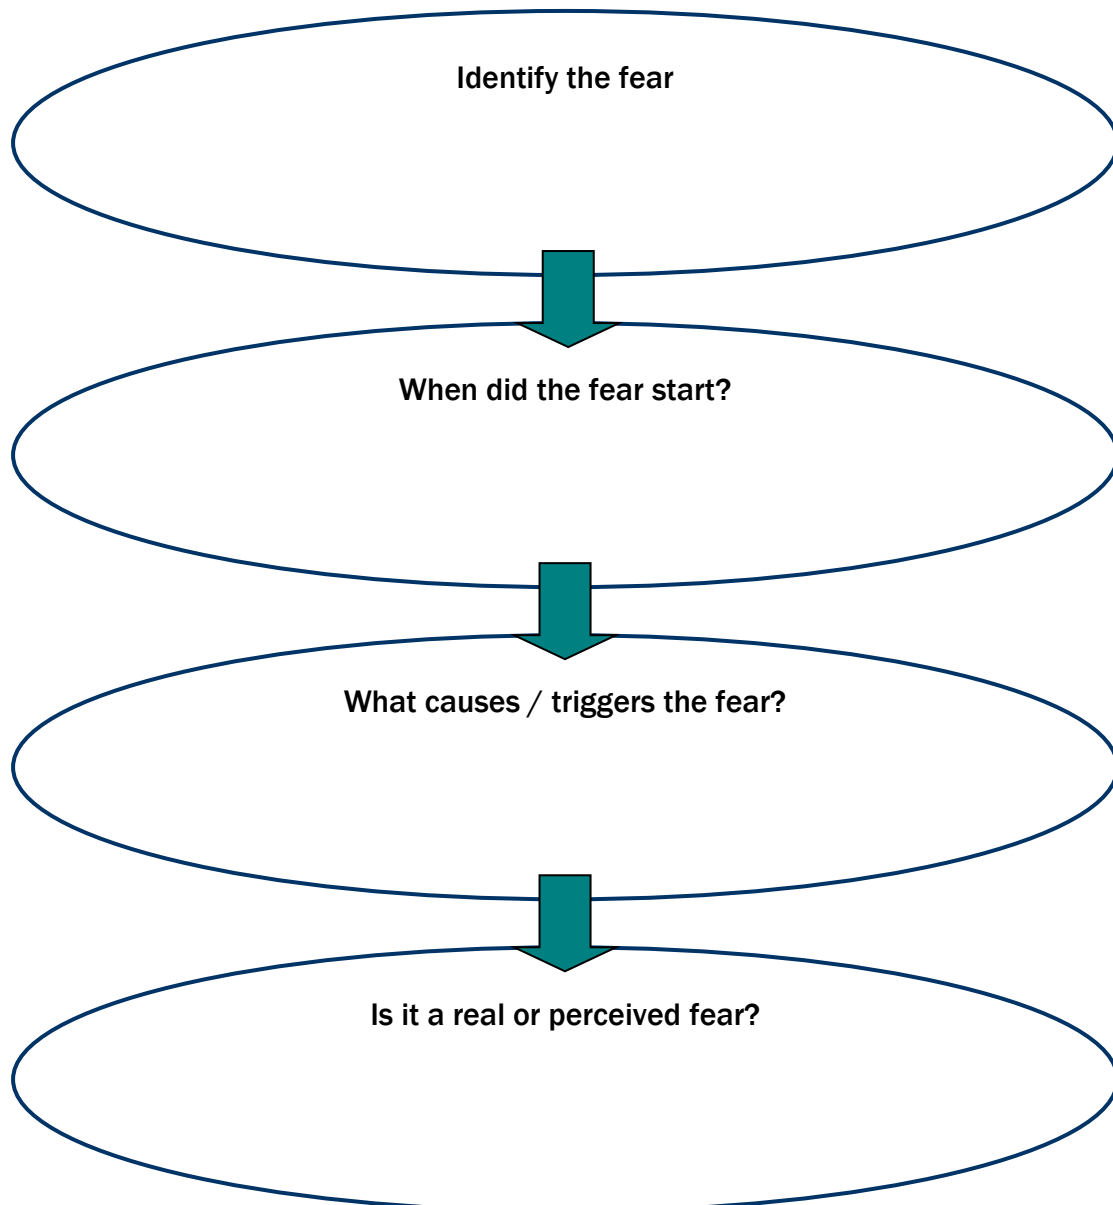 Identify the fear
When did the fear start?
What causes / triggers the fear?
Is it a real or perceived fear?